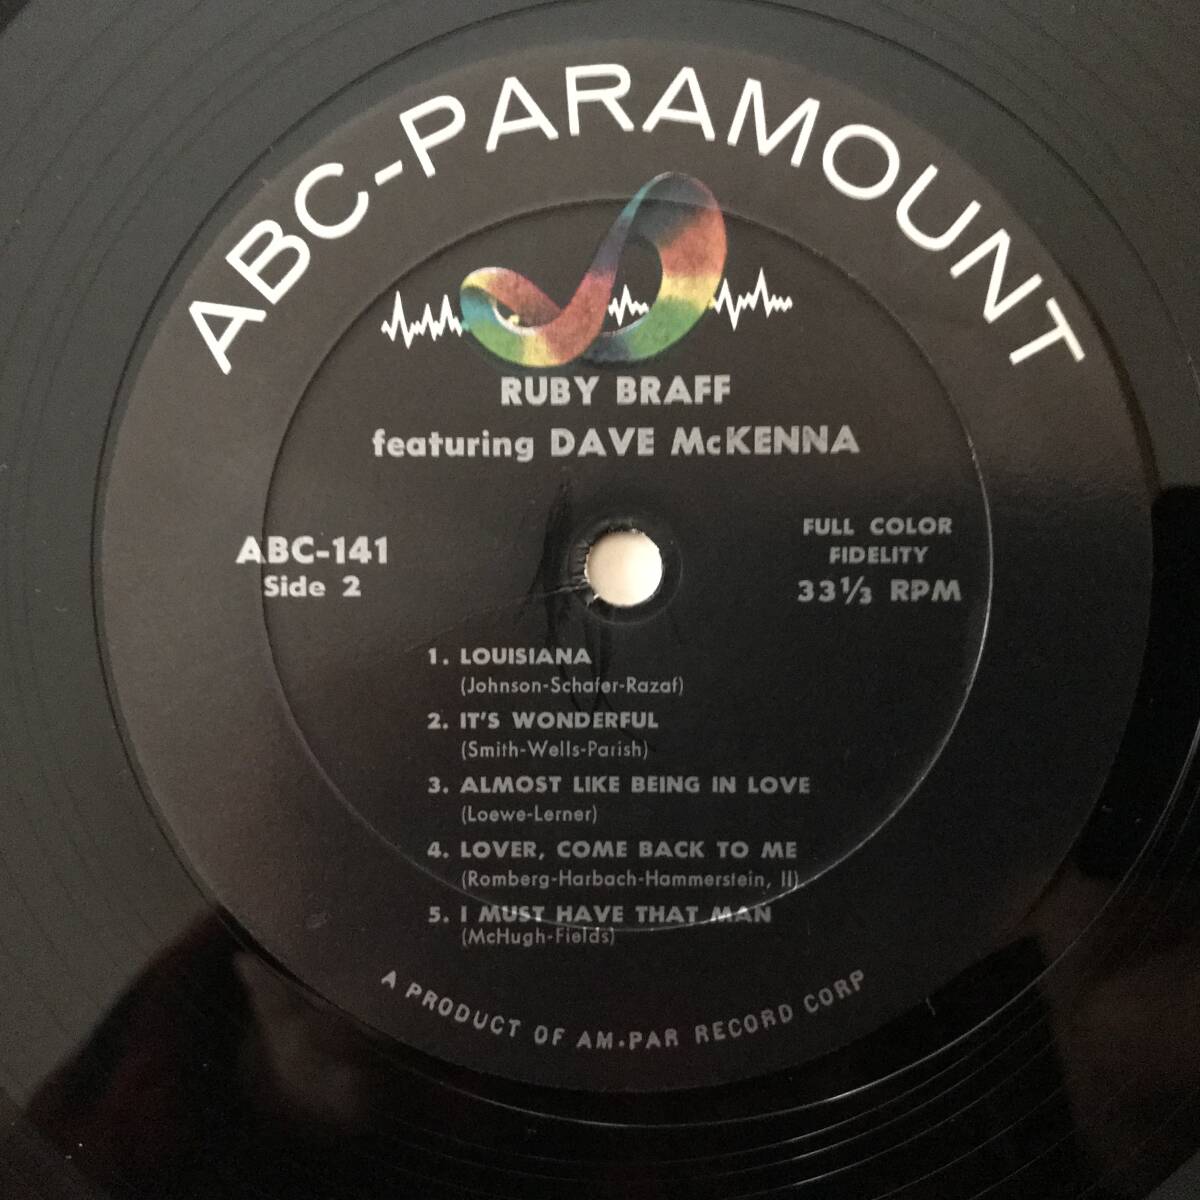 ABC-PARAMOUNT
RUBY BRAFF
featuring DAVE McKENNA
ABC-141
Side 2
FULL COLOR
FIDELITY
33⅓ RPM
1. LOUISIANA
(Johnson-Schafer-Razaf)
2. IT'S WONDERFUL
(Smith-Wells-Parish)
3. ALMOST LIKE BEING IN LOVE
(Loewe-Lerner)
4. LOVER, COME BACK TO ME
(Romberg-Harbach-Hammerstein, II)
5. I MUST HAVE THAT MAN
(McHugh-Fields)
A PRODUCT OF AM-PAR RECORD CORP